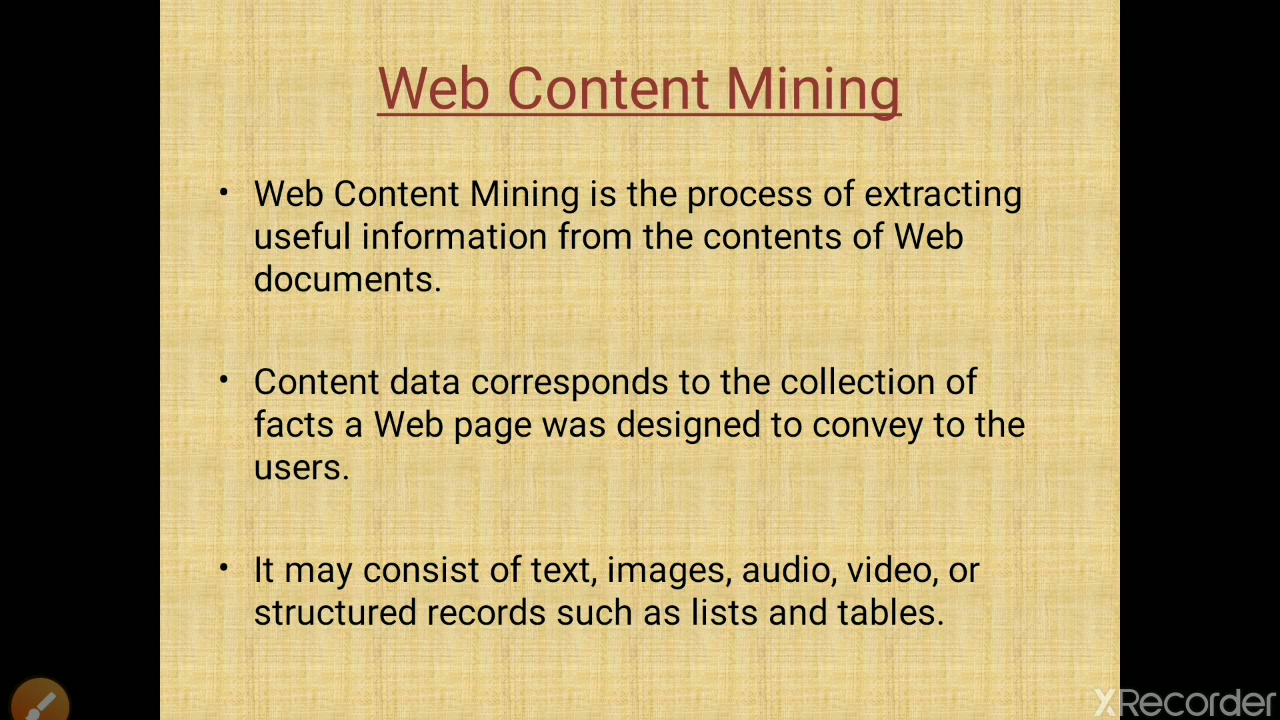 Web Content Mining
• Web Content Mining is the process of extracting
useful information from the contents of Web
documents.
• Content data corresponds to the collection of
facts a Web page was designed to convey to the
users.
• It may consist of text, images, audio, video, or
structured records such as lists and tables.
XRecorder